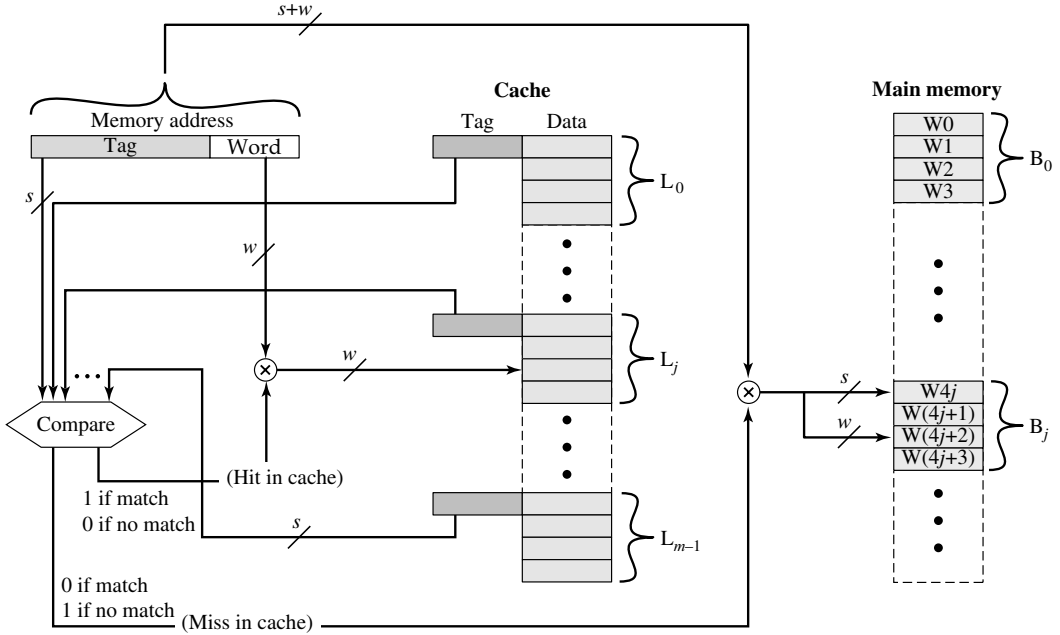 s+w
Cache
Main memory
Memory address
Tag
Data
Tag
Word
W0
W1
W2
W3
B0
L0
s
w
w
Lj
s
w
W4j
W(4j+1)
W(4j+2)
W(4j+3)
Bj
Compare
(Hit in cache)
1 if match
0 if no match
s
Lm–1
0 if match
1 if no match
(Miss in cache)